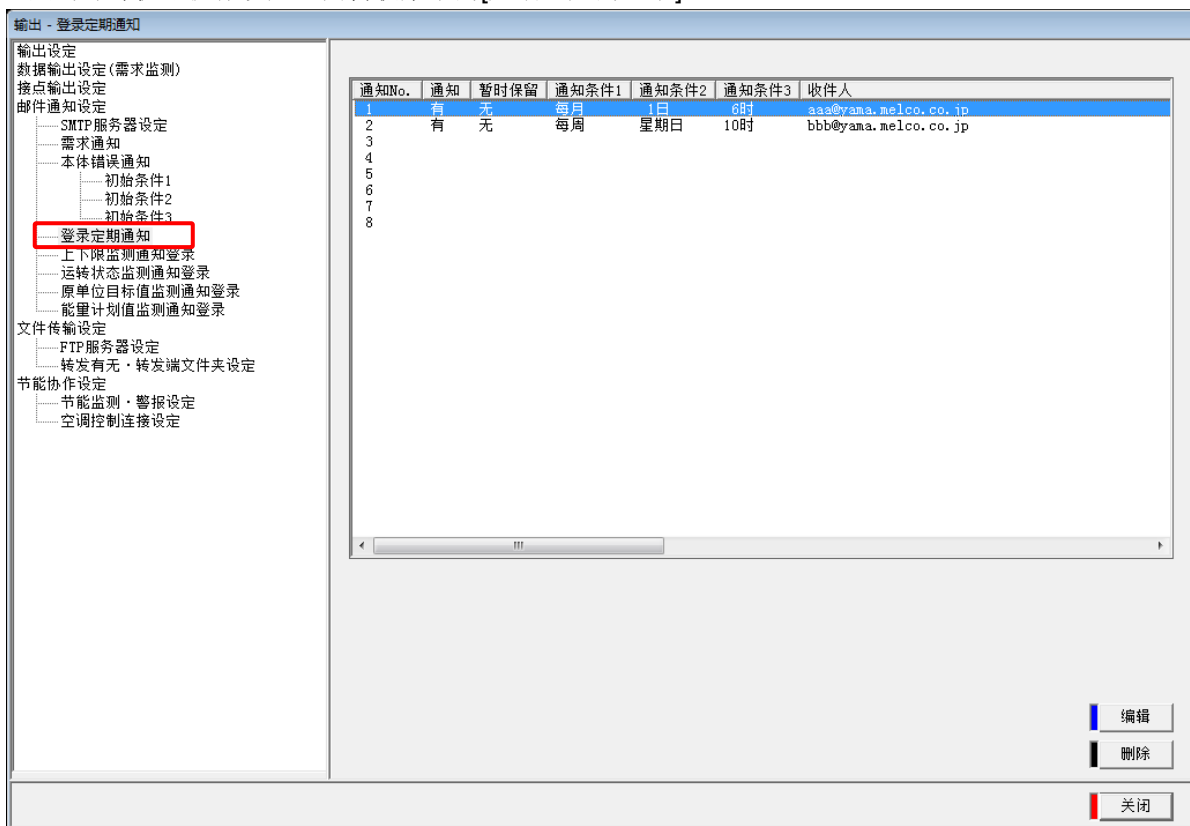 输出 - 登录定期通知
输出设定
数据输出设定(需求监测)
接点输出设定
邮件通知设定
SMTP服务器设定
需求通知
本体错误通知
初始条件1
初始条件2
初始条件3
登录定期通知
上下限监测通知登录
运转状态监测通知登录
原单位目标值监测通知登录
能量计划值监测通知登录
文件传输设定
FTP服务器设定
转发有无・转发端文件夹设定
节能协作设定
节能监测・警报设定
空调控制连接设定
通知No. 通知 暂时保留 通知条件1 通知条件2 通知条件3 收件人
1 有 无 每月 1日 6时 aaa@yama.melco.co.jp
2 有 无 每周 星期日 10时 bbb@yama.melco.co.jp
3
4
5
6
7
8
编辑
删除
关闭